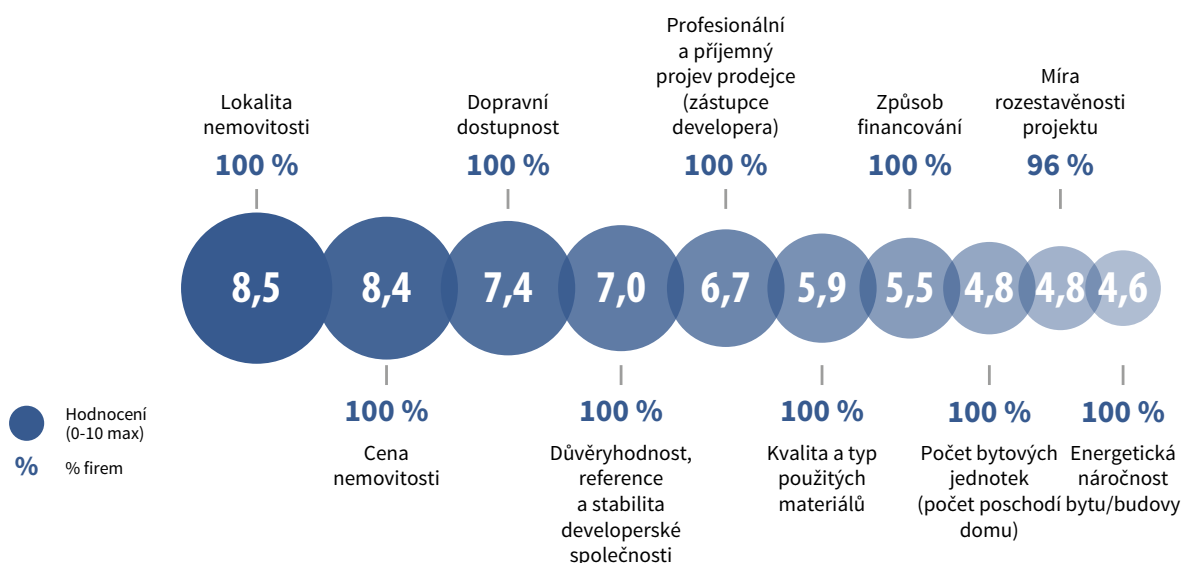 Lokalita
nemovitosti
100 %
Dopravní
dostupnost
100 %
Profesionální
a příjemný
projev prodejce
(zástupce
developera)
100 %
Způsob
financování
100 %
Míra
rozestavěnosti
projektu
96 %
8,5
8,4
7,4
7,0
6,7
5,9
5,5
4,8
4,8
4,6
100 %
Cena
nemovitosti
100 %
Důvěryhodnost,
reference
a stabilita
developerské
společnosti
100 %
Kvalita a typ
použitých
materiálů
100 %
Počet bytových
jednotek
(počet poschodí
domu)
100 %
Energetická
náročnost
bytu/budovy
Hodnocení
(0-10 max)
% % firem